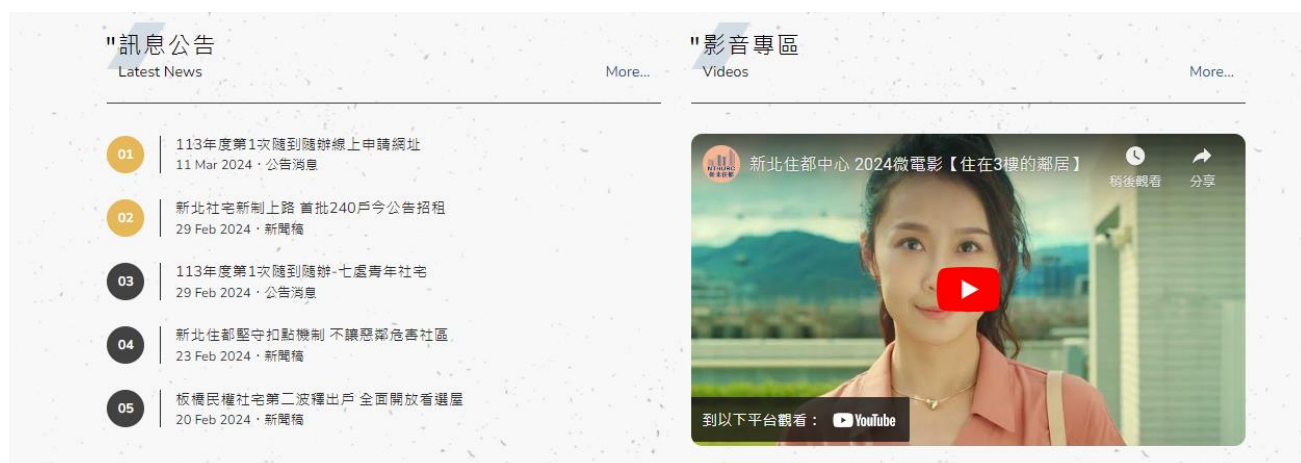 "訊息公告
Latest News
More...
01
113年度第1次隨到隨辦線上申請網址
11 Mar 2024・公告消息
02
新北社宅新制上路 首批240戶今公告招租
29 Feb 2024・新聞稿
03
113年度第1次隨到隨辦-七處青年社宅
29 Feb 2024・公告消息
04
新北住都堅守扣點機制 不讓惡鄰危害社區
23 Feb 2024・新聞稿
05
板橋民權社宅第二波釋出戶 全面開放看選屋
20 Feb 2024・新聞稿
"影音專區
Videos
More...
新北住都
新北住都中心 2024微電影【住在3樓的鄰居】
稍後觀看
分享
到以下平台觀看： YouTube